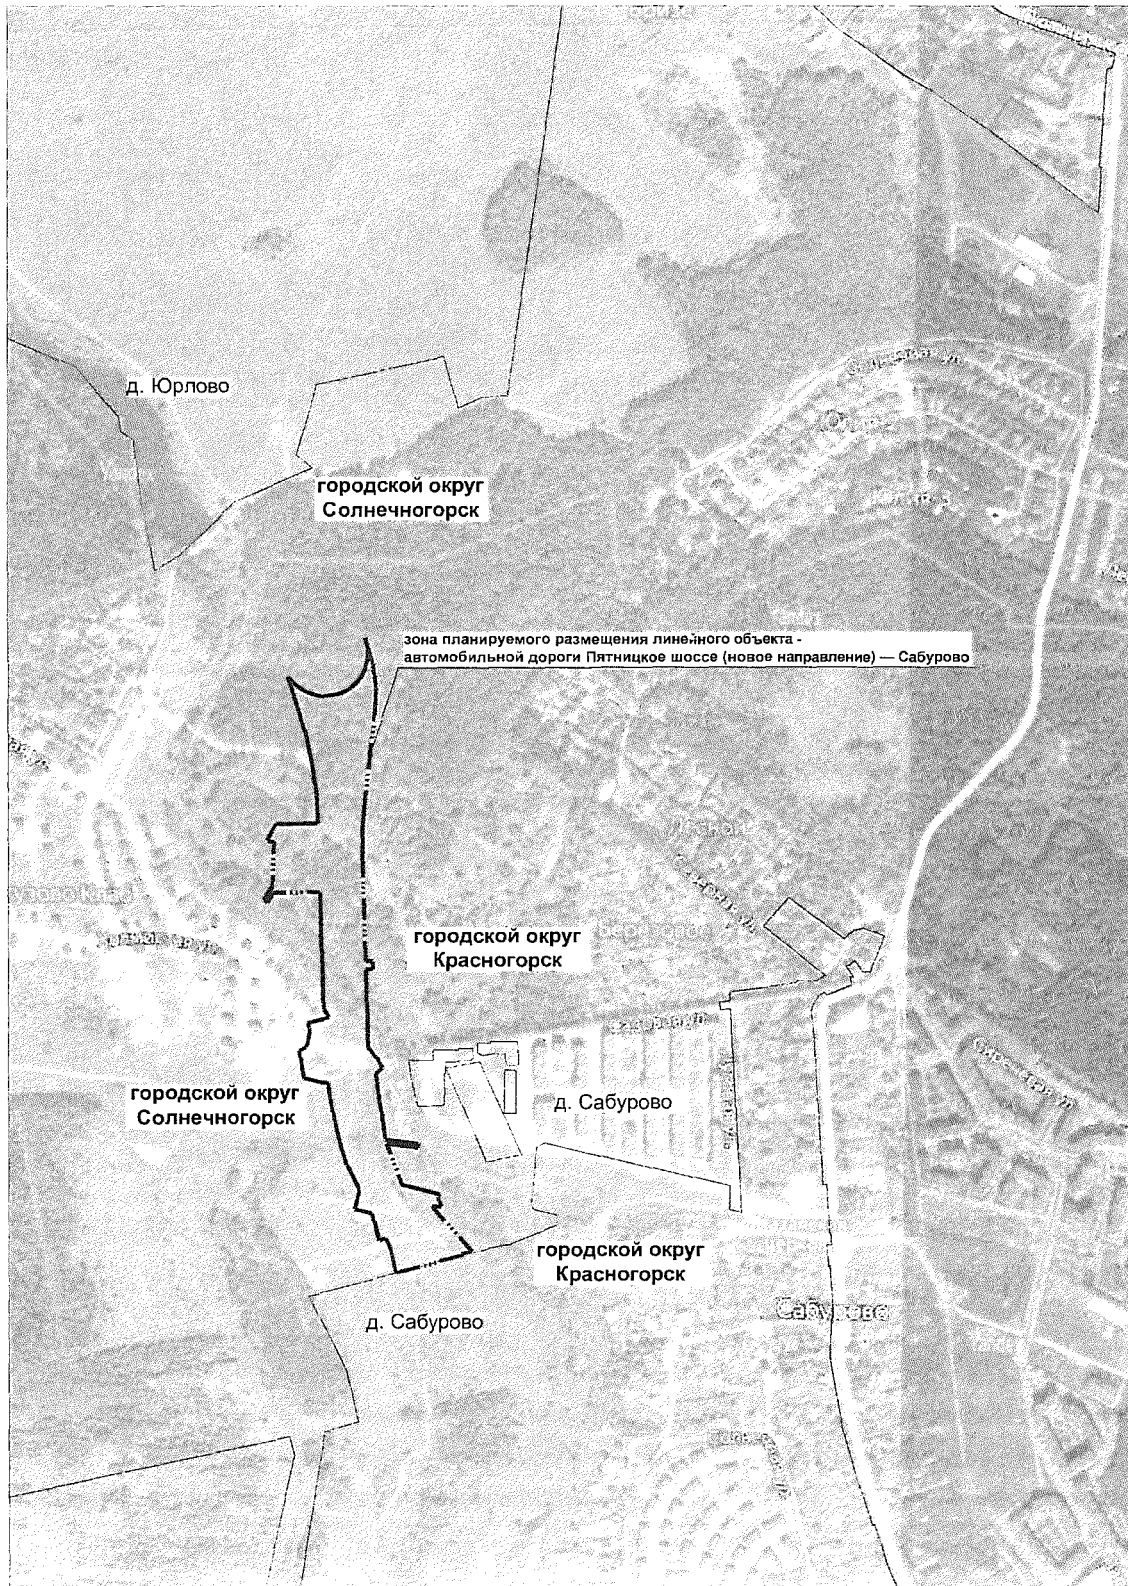 д. Юрлово
городской округ
Солнечногорск
зона планируемого размещения линейного объекта -
автомобильной дороги Пятницкое шоссе (новое направление) — Сабурово
городской округ
Красногорск
городской округ
Солнечногорск
д. Сабурово
городской округ
Красногорск
Сабурово
д. Сабурово